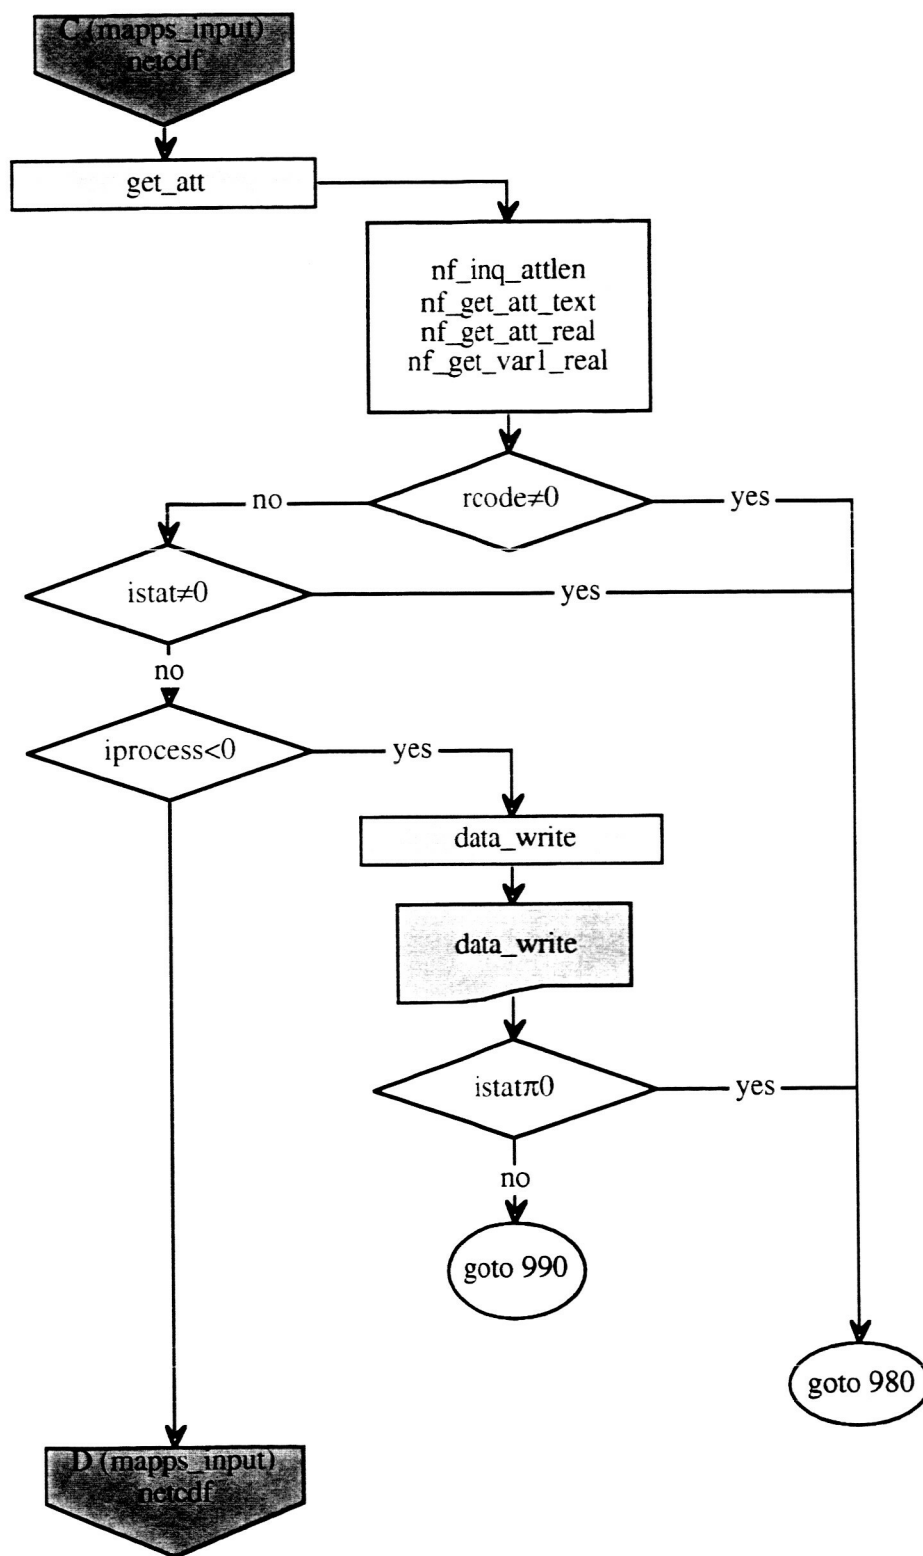 C (mapps_input)
netcdf
get_att
nf_inq_attlen
nf_get_att_text
nf_get_att_real
nf_get_var1_real
rcode≠0
no
yes
istat≠0
yes
no
iprocess<0
yes
data_write
data_write
istatπ0
yes
no
goto 990
goto 980
D (mapps_input)
netcdf